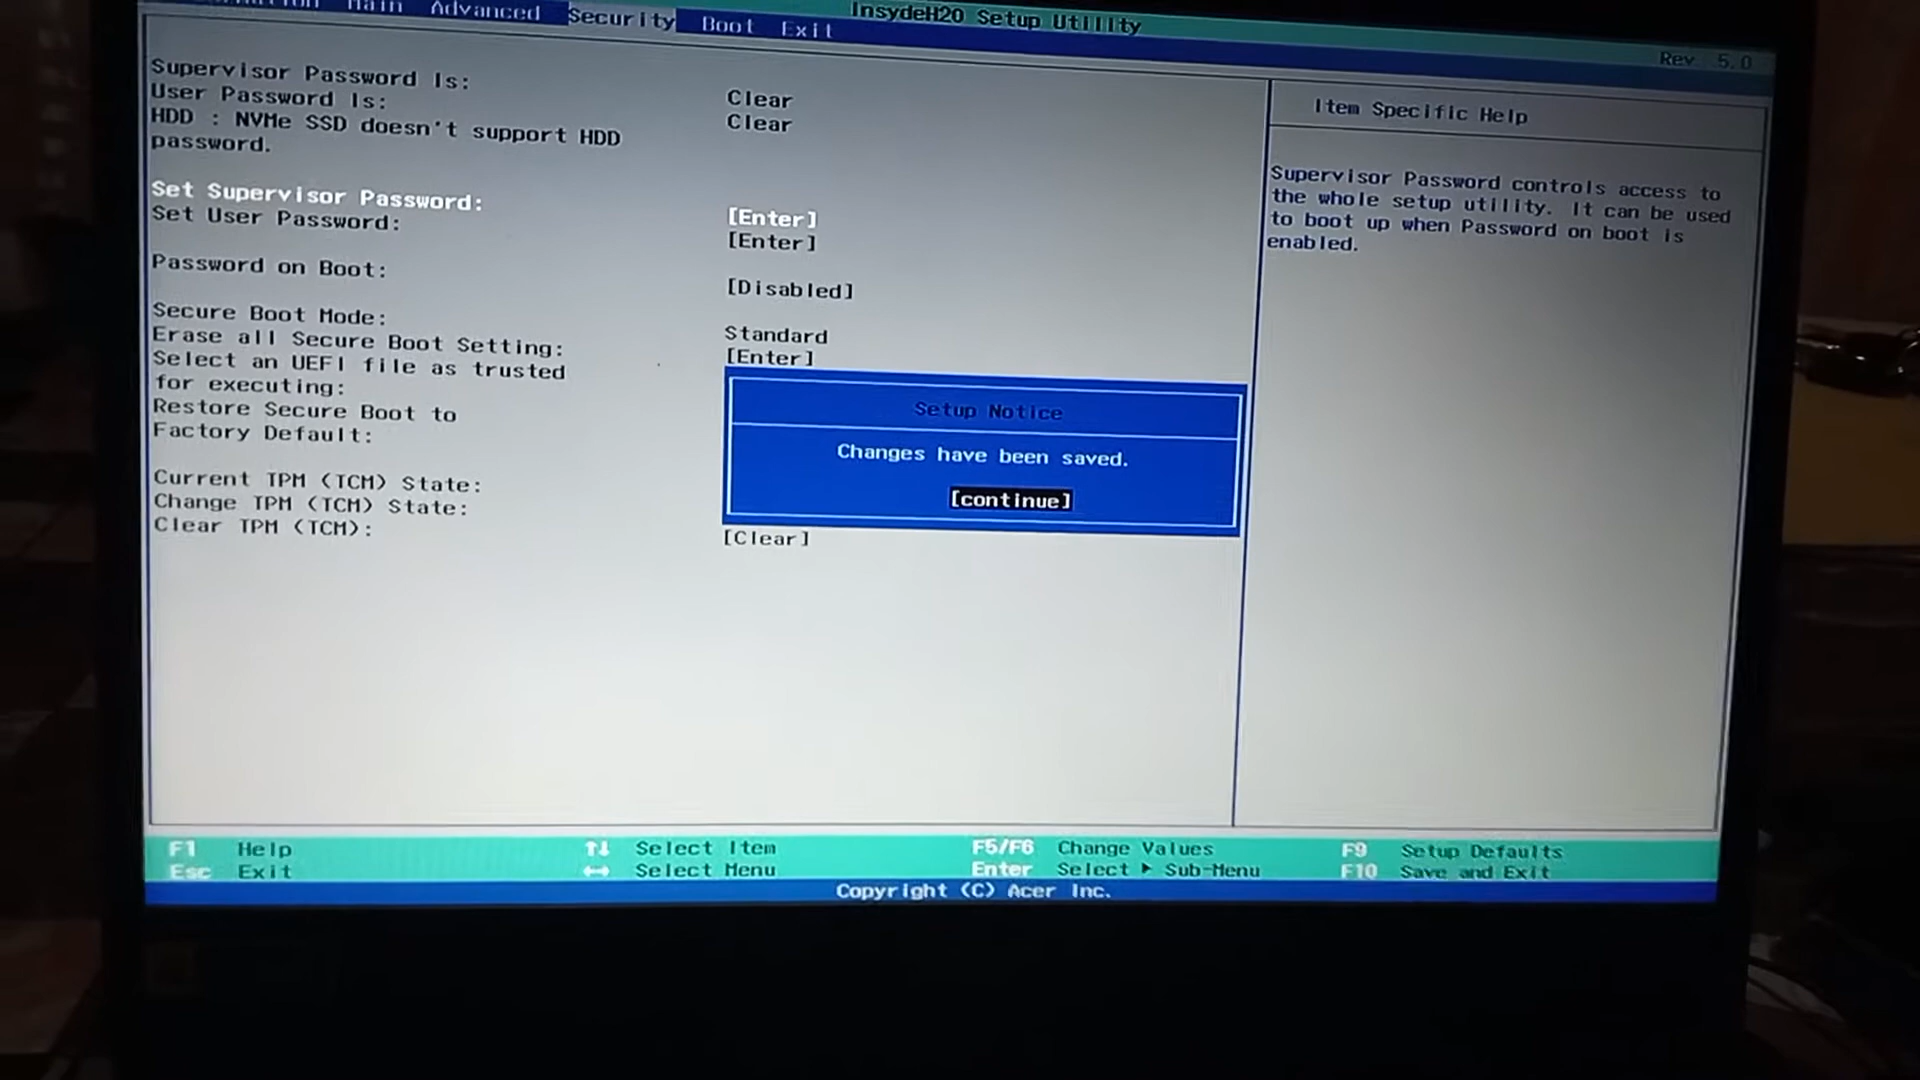 Main Advanced Security Boot Exit
InsydeH2O Setup Utility
Rev. 5.0
Supervisor Password Is: Clear
User Password Is: Clear
HDD : NVMe SSD doesn't support HDD
password.
Set Supervisor Password: [Enter]
Set User Password: [Enter]
Password on Boot: [Disabled]
Secure Boot Mode: Standard
Erase all Secure Boot Setting: [Enter]
Select an UEFI file as trusted
for executing:
Restore Secure Boot to
Factory Default:
Current TPM (TCM) State:
Change TPM (TCM) State:
Clear TPM (TCM): [Clear]
Setup Notice
Changes have been saved.
[continue]
Item Specific Help
Supervisor Password controls access to
the whole setup utility. It can be used
to boot up when Password on boot is
enabled.
F1 Help ↑↓ Select Item F5/F6 Change Values F9 Setup Defaults
Esc Exit ↔ Select Menu Enter Select ▶ Sub-Menu F10 Save and Exit
Copyright (C) Acer Inc.